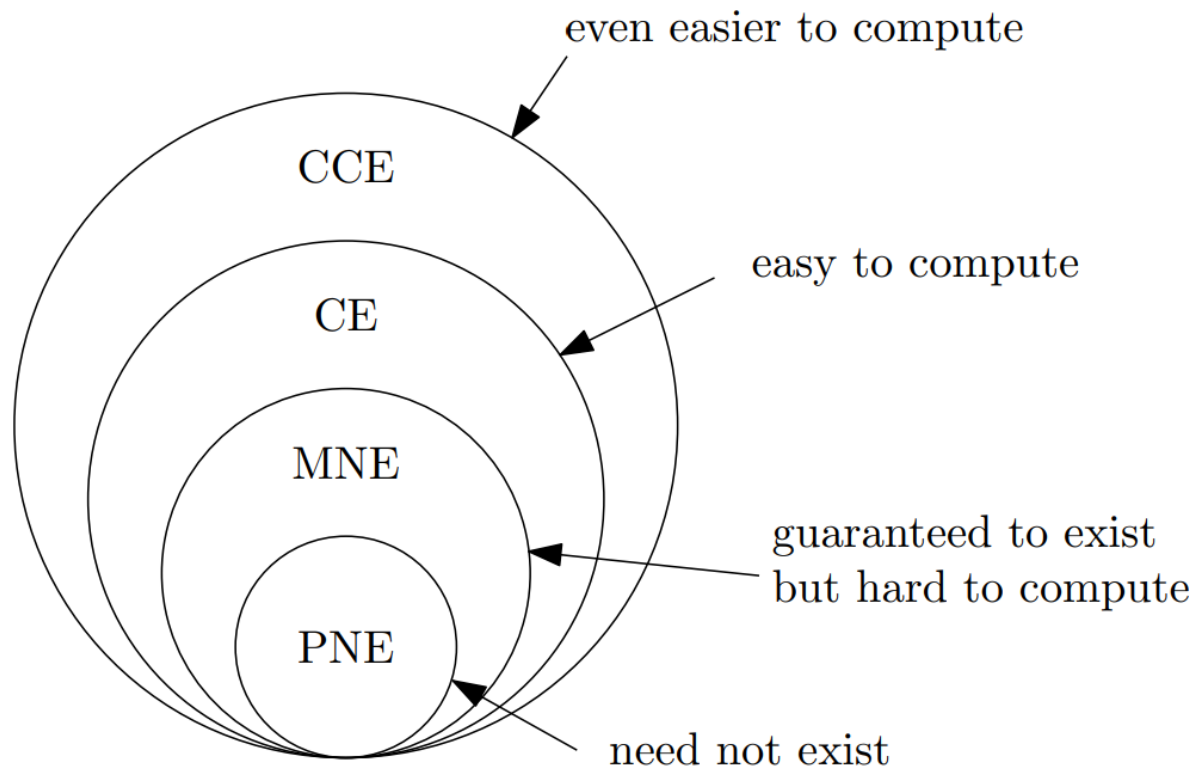 even easier to compute
CCE
easy to compute
CE
MNE
guaranteed to exist
but hard to compute
PNE
need not exist